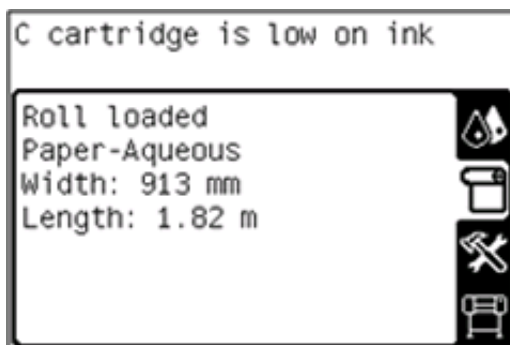 C cartridge is low on ink
Roll loaded
Paper-Aqueous
Width: 913 mm
Length: 1.82 m